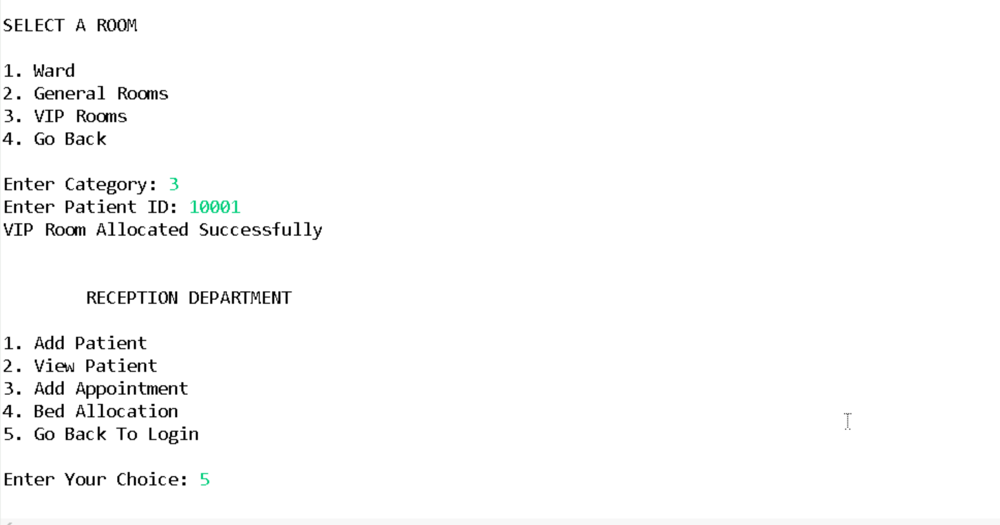 SELECT A ROOM
1. Ward
2. General Rooms
3. VIP Rooms
4. Go Back
Enter Category: 3
Enter Patient ID: 10001
VIP Room Allocated Successfully
RECEPTION DEPARTMENT
1. Add Patient
2. View Patient
3. Add Appointment
4. Bed Allocation
5. Go Back To Login
Enter Your Choice: 5